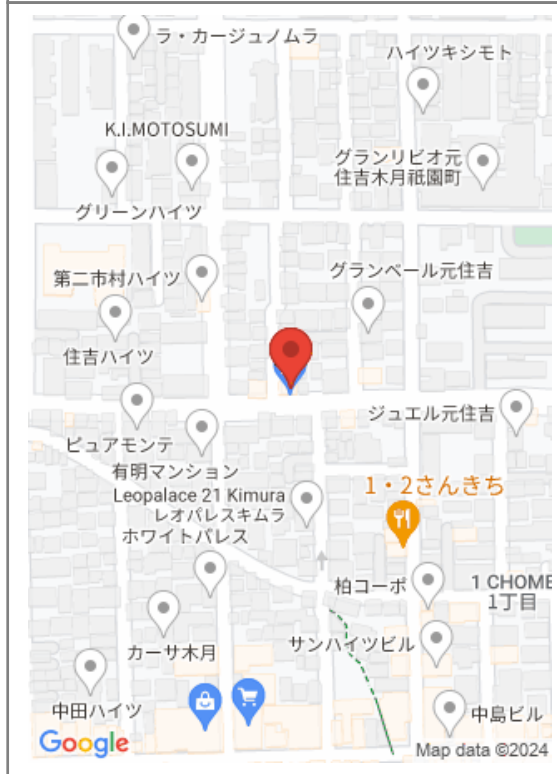 ラ・カージュノムラ
ハイツキシモト
K.I.MOTOSUMI
グランリビオ元
住吉木月祇園町
グリーンハイツ
第二市村ハイツ
グランベール元住吉
住吉ハイツ
ジュエル元住吉
ピュアモンテ
有明マンション
Leopalace 21 Kimura
レオパレスキムラ
1・2さんきち
ホワイトパレス
柏コーポ
1 CHOME
1丁目
カーサ木月
サンハイツビル
中田ハイツ
中島ビル
Google
Map data ©2024